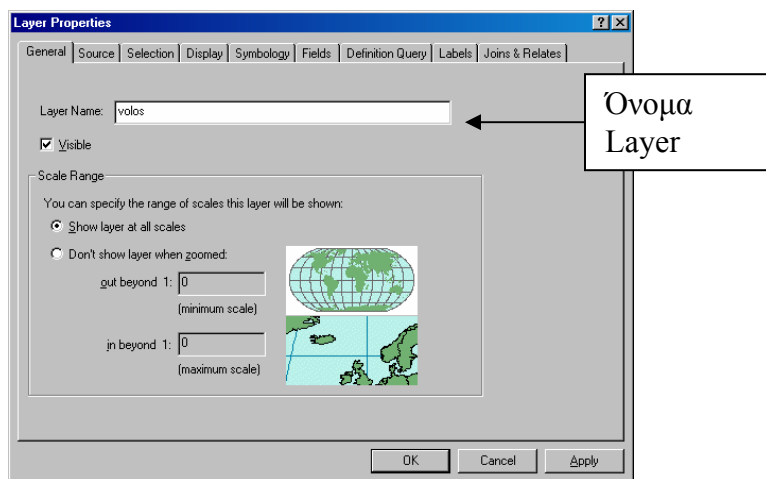 Layer Properties
General Source Selection Display Symbology Fields Definition Query Labels Joins & Relates
Layer Name: volos
Visible
Scale Range
You can specify the range of scales this layer will be shown:
Show layer at all scales
Don't show layer when zoomed:
out beyond 1: 0
(minimum scale)
in beyond 1: 0
(maximum scale)
OK Cancel Apply
Όνομα
Layer